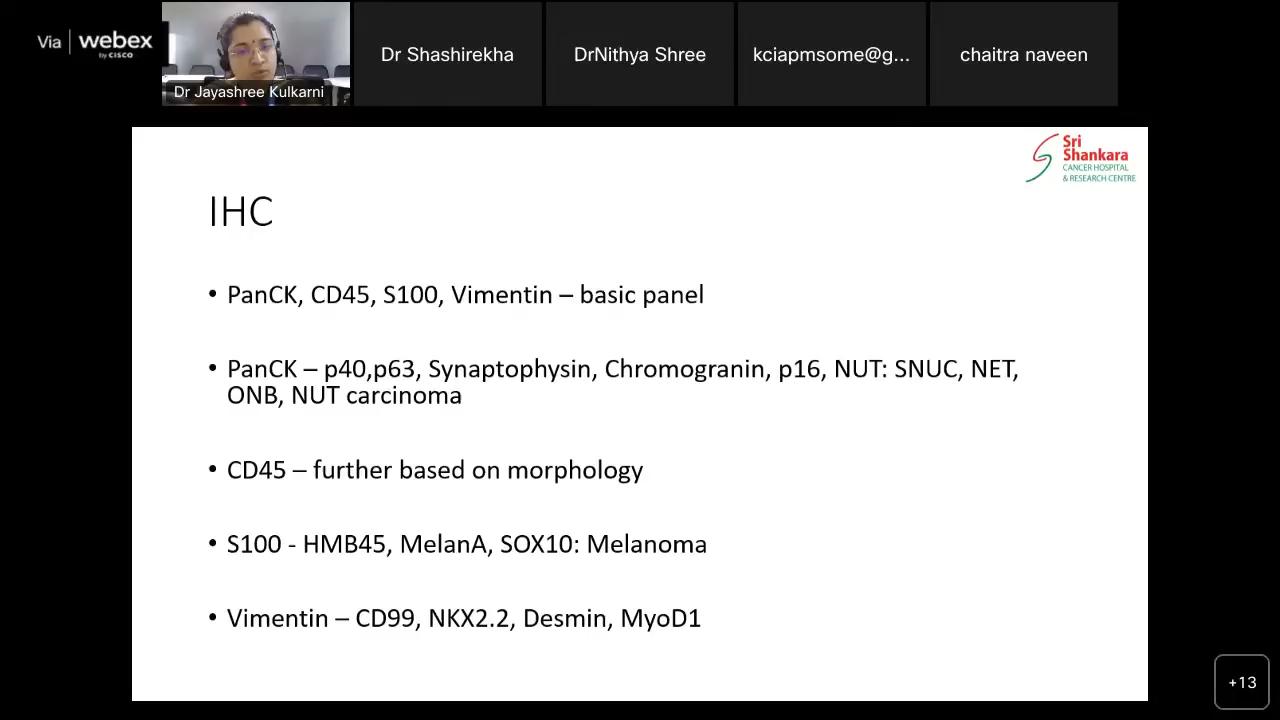 Via webex
by CISCO
Dr Jayashree Kulkarni
Dr Shashirekha
DrNithya Shree
kciapmsome@g...
chaitra naveen
Sri
Shankara
CANCER HOSPITAL
& RESEARCH CENTRE
IHC
• PanCK, CD45, S100, Vimentin – basic panel
• PanCK – p40,p63, Synaptophysin, Chromogranin, p16, NUT: SNUC, NET,
ONB, NUT carcinoma
• CD45 – further based on morphology
• S100 - HMB45, MelanA, SOX10: Melanoma
• Vimentin – CD99, NKX2.2, Desmin, MyoD1
+13